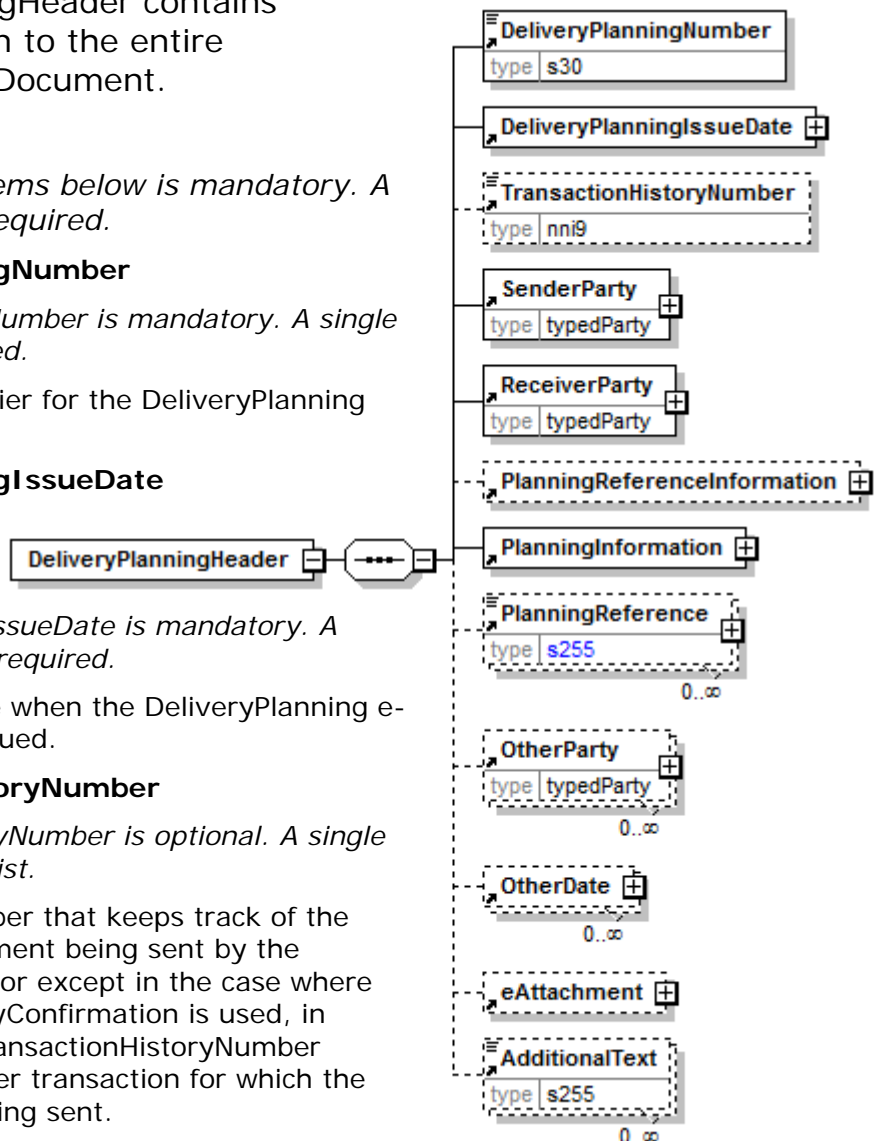 gHeader contains
n to the entire
Document.
ems below is mandatory. A
equired.
gNumber
Number is mandatory. A single
ed.
ier for the DeliveryPlanning
gIssueDate
ssueDate is mandatory. A
required.
e when the DeliveryPlanning e-
ued.
oryNumber
yNumber is optional. A single
ist.
ber that keeps track of the
ment being sent by the
or except in the case where
yConfirmation is used, in
ansactionHistoryNumber
er transaction for which the
ing sent.
DeliveryPlanningHeader
DeliveryPlanningNumber
type s30
DeliveryPlanningIssueDate
TransactionHistoryNumber
type nni9
SenderParty
type typedParty
ReceiverParty
type typedParty
PlanningReferenceInformation
PlanningInformation
PlanningReference
type s255
0..∞
OtherParty
type typedParty
0..∞
OtherDate
0..∞
eAttachment
AdditionalText
type s255
0..∞